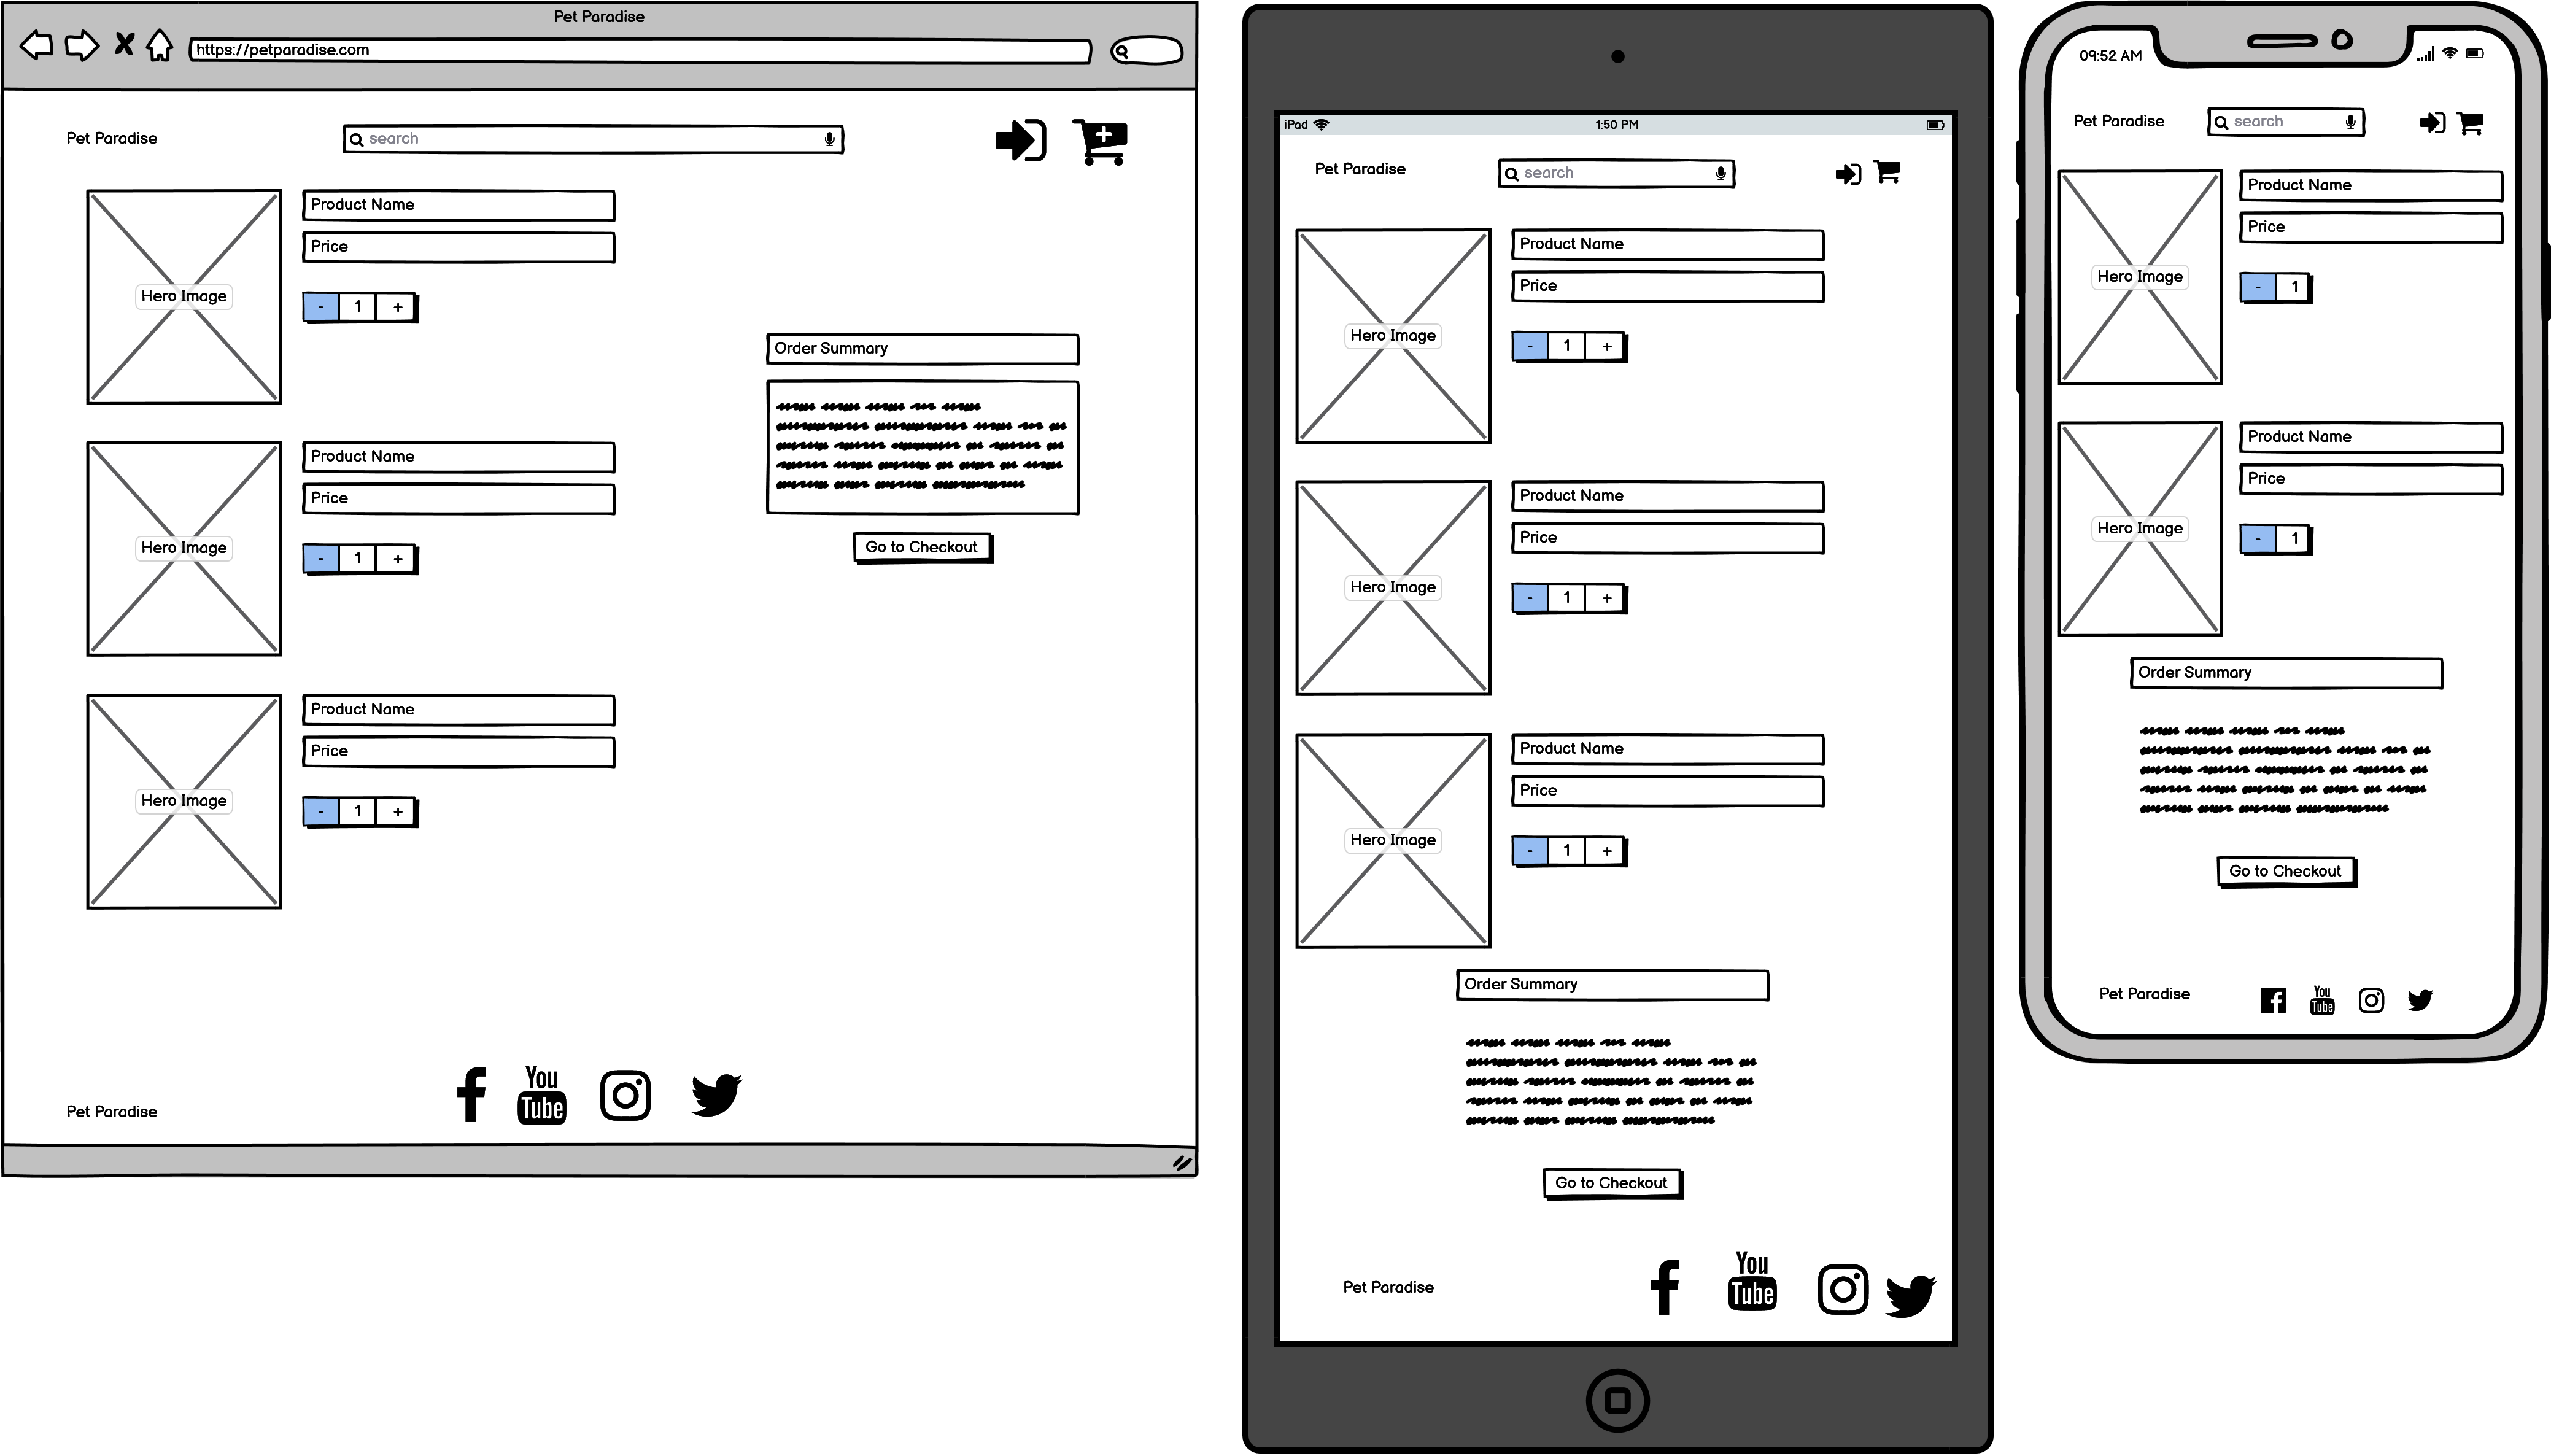 Pet Paradise
https://petparadise.com
Pet Paradise
search
Product Name
Price
Hero Image
- 1 +
Order Summary
Product Name
Price
Hero Image
- 1 +
Go to Checkout
Product Name
Price
Hero Image
- 1 +
You
Tube
Pet Paradise
iPad
1:50 PM
Pet Paradise
search
Product Name
Price
Hero Image
- 1 +
Product Name
Price
Hero Image
- 1 +
Product Name
Price
Hero Image
- 1 +
Order Summary
Go to Checkout
Pet Paradise
You
Tube
09:52 AM
Pet Paradise
search
Product Name
Price
Hero Image
- 1
Product Name
Price
Hero Image
- 1
Order Summary
Go to Checkout
Pet Paradise
You
Tube